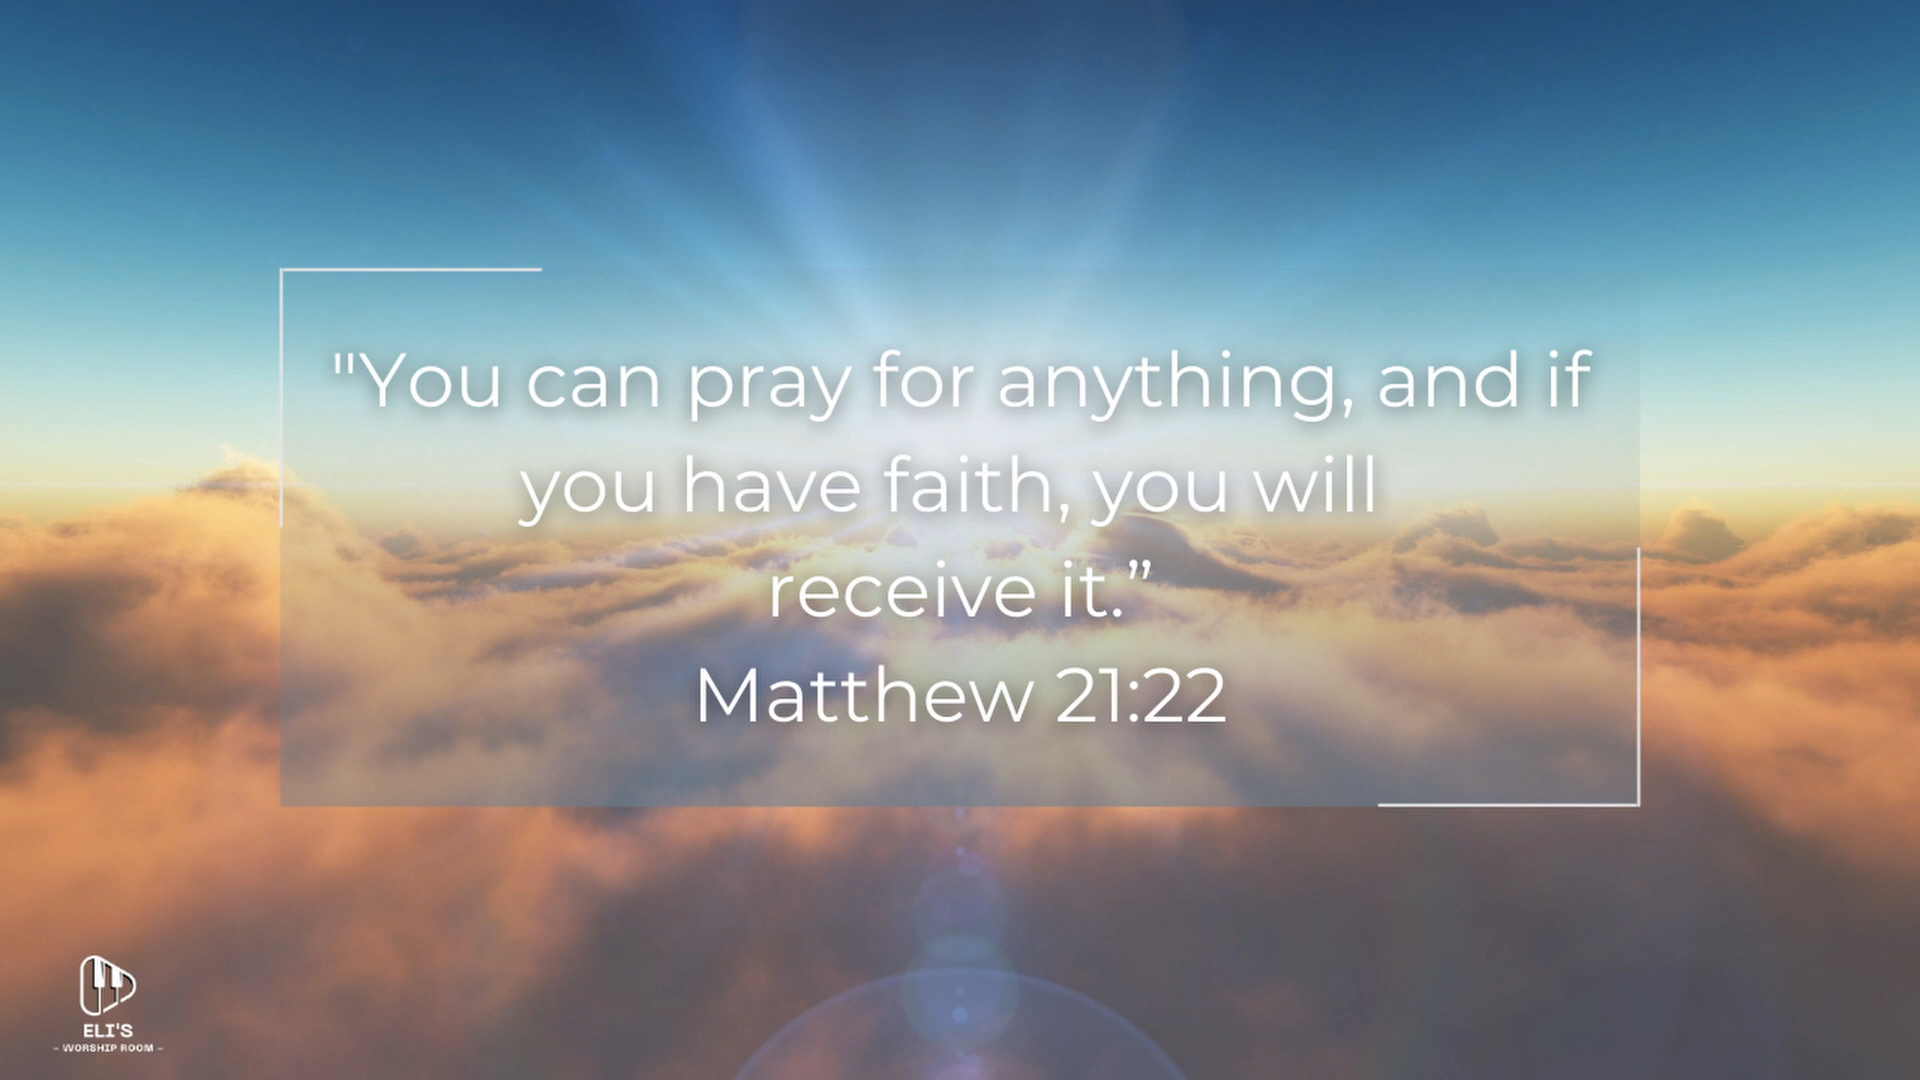 "You can pray for anything, and if
you have faith, you will
receive it.”
Matthew 21:22
ELI'S
- WORSHIP ROOM -